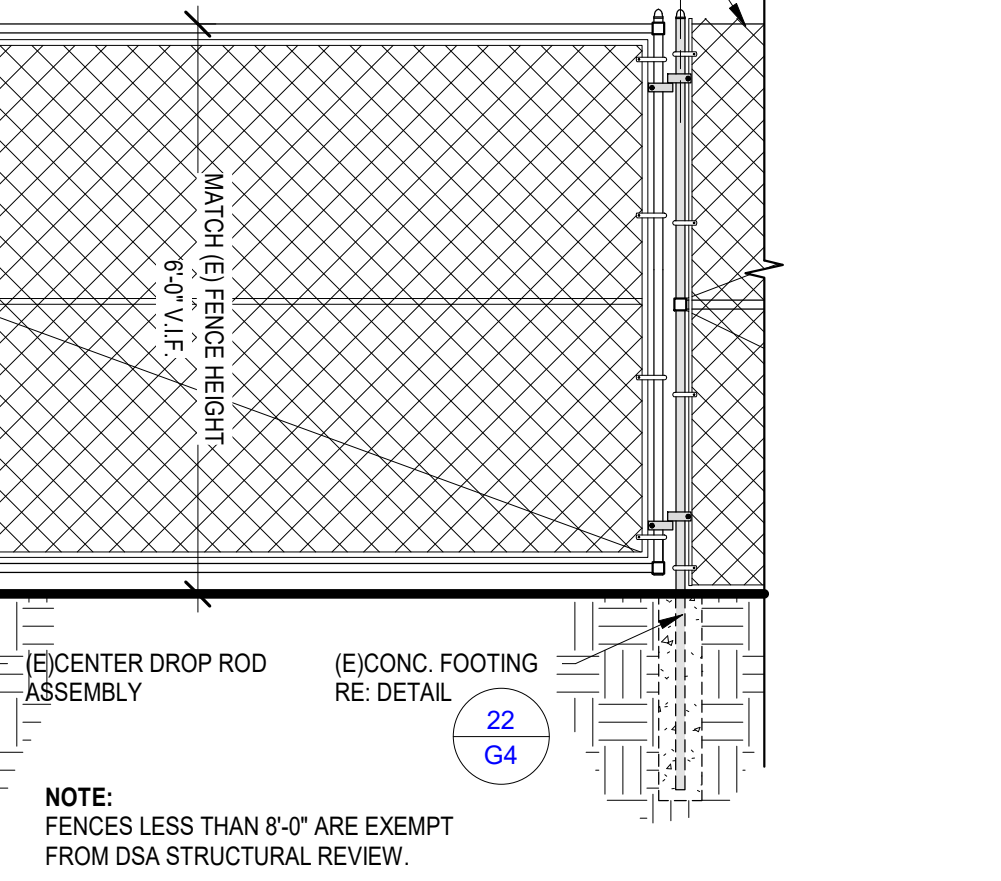 MATCH (E) FENCE HEIGHT
6'-0" V.I.F.
(E)CENTER DROP ROD
ASSEMBLY
(E)CONC. FOOTING
RE: DETAIL
22
G4
NOTE:
FENCES LESS THAN 8'-0" ARE EXEMPT
FROM DSA STRUCTURAL REVIEW.